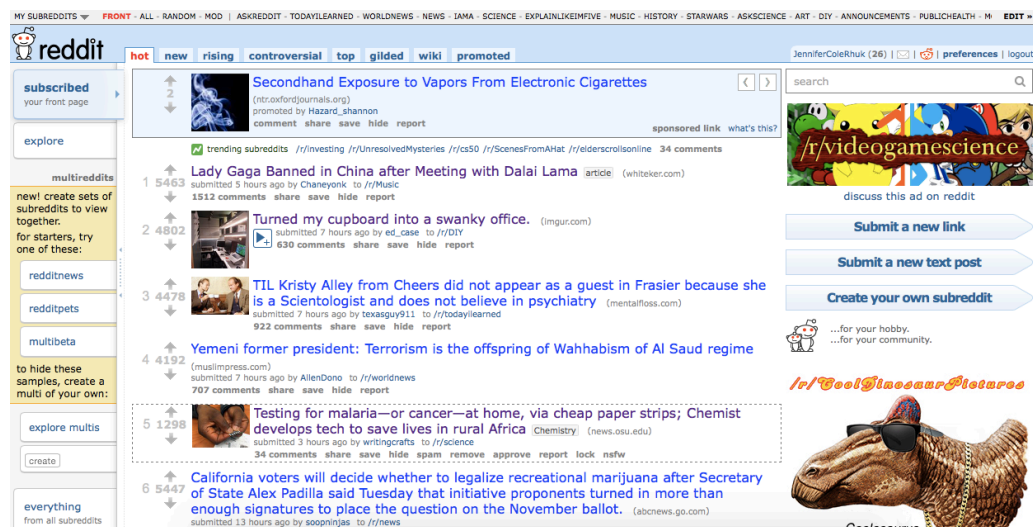 MY SUBREDDITS FRONT - ALL - RANDOM - MOD | ASKREDDIT - TODAYILEARNED - WORLDNEWS - NEWS - IAMA - SCIENCE - EXPLAINLIKEIMFIVE - MUSIC - HISTORY - STARWARS - ASKSCIENCE - ART - DIY - ANNOUNCEMENTS - PUBLICHEALTH - M EDIT »
reddit hot new rising controversial top gilded wiki promoted
JenniferColeRhuk (26) | | | preferences | logout
subscribed
your front page
explore
multireddits
new! create sets of
subreddits to view
together.
for starters, try
one of these:
redditnews
redditpets
multibeta
to hide these
samples, create a
multi of your own:
explore multis
create
everything
from all subreddits
2
Secondhand Exposure to Vapors From Electronic Cigarettes
(ntr.oxfordjournals.org)
promoted by Hazard_shannon
comment share save hide report
sponsored link what's this?
trending subreddits /r/investing /r/UnresolvedMysteries /r/cs50 /r/ScenesFromAHat /r/elderscrollsonline 34 comments
1 5463
Lady Gaga Banned in China after Meeting with Dalai Lama article (whiteker.com)
submitted 5 hours ago by Chaneyonk to /r/Music
1512 comments share save hide report
2 4802
Turned my cupboard into a swanky office. (imgur.com)
submitted 7 hours ago by ed_case to /r/DIY
630 comments share save hide report
3 4478
TIL Kristy Alley from Cheers did not appear as a guest in Frasier because she
is a Scientologist and does not believe in psychiatry (mentalfloss.com)
submitted 7 hours ago by texasguy911 to /r/todayilearned
922 comments share save hide report
4 4192
Yemeni former president: Terrorism is the offspring of Wahhabism of Al Saud regime
(muslimpress.com)
submitted 7 hours ago by AllenDono to /r/worldnews
707 comments share save hide report
5 1298
Testing for malaria—or cancer—at home, via cheap paper strips; Chemist
develops tech to save lives in rural Africa Chemistry (news.osu.edu)
submitted 3 hours ago by writingcrafts to /r/science
34 comments share save hide spam remove approve report lock nsfw
6 5447
California voters will decide whether to legalize recreational marijuana after Secretary
of State Alex Padilla said Tuesday that initiative proponents turned in more than
enough signatures to place the question on the November ballot. (abcnews.go.com)
submitted 13 hours ago by soopninjas to /r/news
search
/r/videogamescience
discuss this ad on reddit
Submit a new link
Submit a new text post
Create your own subreddit
...for your hobby.
...for your community.
/r/CoolDinosaurPictures